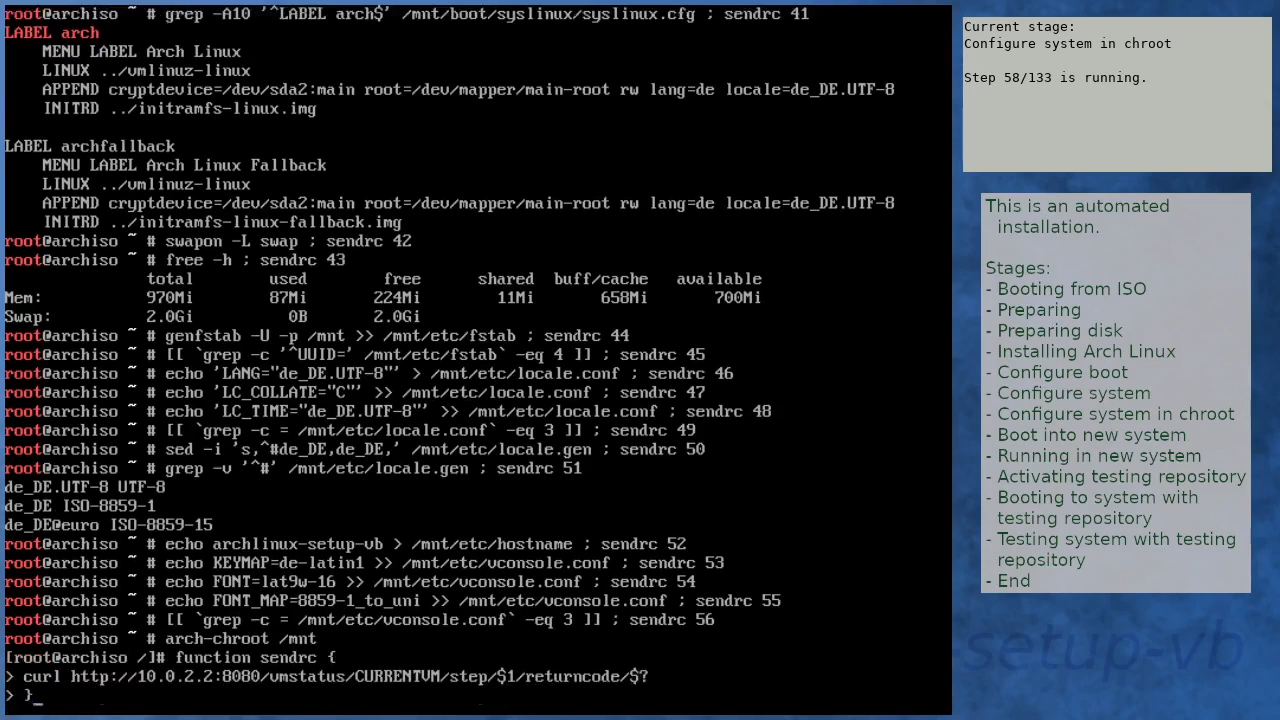 root@archiso ~ # grep -A10 '^LABEL arch$' /mnt/boot/syslinux/syslinux.cfg ; sendrc 41
LABEL arch
MENU LABEL Arch Linux
LINUX ../vmlinuz-linux
APPEND cryptdevice=/dev/sda2:main root=/dev/mapper/main-root rw lang=de locale=de_DE.UTF-8
INITRD ../initramfs-linux.img
LABEL archfallback
MENU LABEL Arch Linux Fallback
LINUX ../vmlinuz-linux
APPEND cryptdevice=/dev/sda2:main root=/dev/mapper/main-root rw lang=de locale=de_DE.UTF-8
INITRD ../initramfs-linux-fallback.img
root@archiso ~ # swapon -L swap ; sendrc 42
root@archiso ~ # free -h ; sendrc 43
total used free shared buff/cache available
Mem: 970Mi 87Mi 224Mi 11Mi 658Mi 700Mi
Swap: 2.0Gi 0B 2.0Gi
root@archiso ~ # genfstab -U -p /mnt >> /mnt/etc/fstab ; sendrc 44
root@archiso ~ # [[ `grep -c '^UUID=' /mnt/etc/fstab` -eq 4 ]] ; sendrc 45
root@archiso ~ # echo 'LANG="de_DE.UTF-8"' > /mnt/etc/locale.conf ; sendrc 46
root@archiso ~ # echo 'LC_COLLATE="C"' >> /mnt/etc/locale.conf ; sendrc 47
root@archiso ~ # echo 'LC_TIME="de_DE.UTF-8"' >> /mnt/etc/locale.conf ; sendrc 48
root@archiso ~ # [[ `grep -c = /mnt/etc/locale.conf` -eq 3 ]] ; sendrc 49
root@archiso ~ # sed -i 's,^#de_DE,de_DE,' /mnt/etc/locale.gen ; sendrc 50
root@archiso ~ # grep -v '^#' /mnt/etc/locale.gen ; sendrc 51
de_DE.UTF-8 UTF-8
de_DE ISO-8859-1
de_DE@euro ISO-8859-15
root@archiso ~ # echo archlinux-setup-vb > /mnt/etc/hostname ; sendrc 52
root@archiso ~ # echo KEYMAP=de-latin1 >> /mnt/etc/vconsole.conf ; sendrc 53
root@archiso ~ # echo FONT=lat9w-16 >> /mnt/etc/vconsole.conf ; sendrc 54
root@archiso ~ # echo FONT_MAP=8859-1_to_uni >> /mnt/etc/vconsole.conf ; sendrc 55
root@archiso ~ # [[ `grep -c = /mnt/etc/vconsole.conf` -eq 3 ]] ; sendrc 56
root@archiso ~ # arch-chroot /mnt
[root@archiso /]# function sendrc {
> curl http://10.0.2.2:8080/vmstatus/CURRENTVM/step/$1/returncode/$?
> }_
Current stage:
Configure system in chroot
Step 58/133 is running.
This is an automated
installation.
Stages:
- Booting from ISO
- Preparing
- Preparing disk
- Installing Arch Linux
- Configure boot
- Configure system
- Configure system in chroot
- Boot into new system
- Running in new system
- Activating testing repository
- Booting to system with
testing repository
- Testing system with testing
repository
- End
-setup-vb